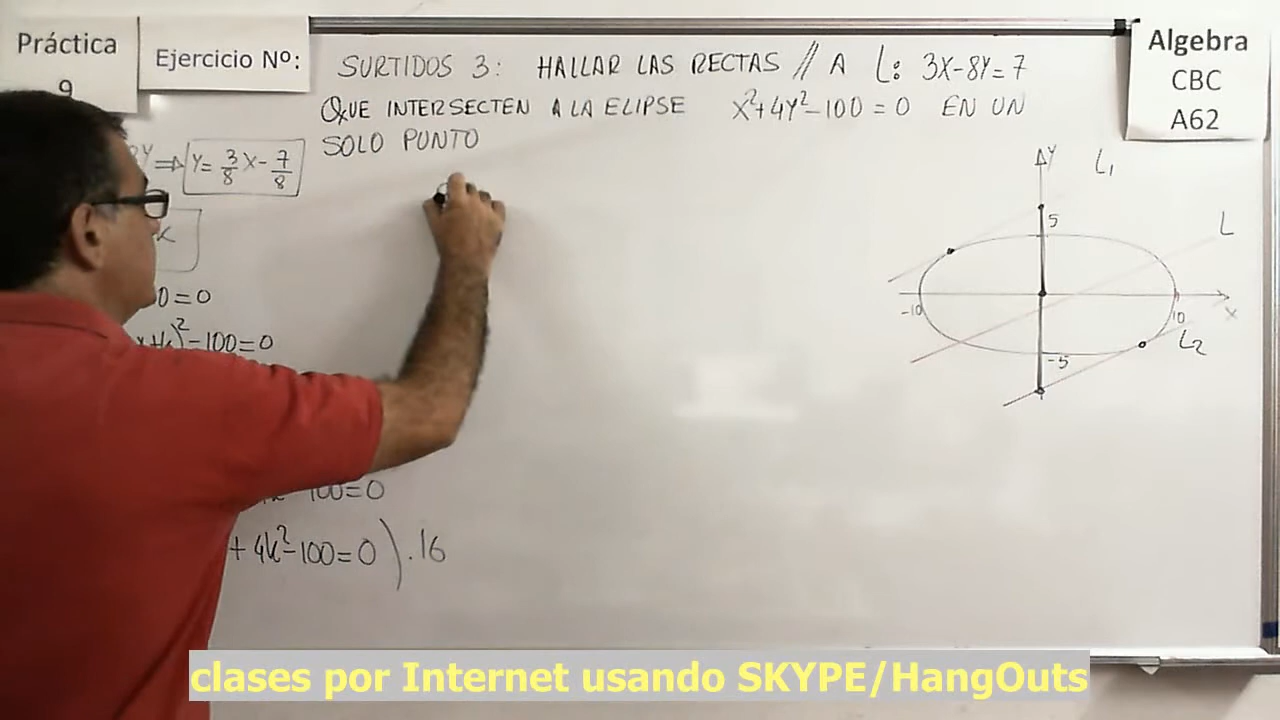 Práctica
9
Ejercicio Nº:
Algebra
CBC
A62
SURTIDOS 3: HALLAR LAS RECTAS // A L: 3X-8Y=7
QUE INTERSECTEN A LA ELIPSE X²+4Y²-100=0 EN UN
SOLO PUNTO
Y ⇒ Y= 3/8 X- 7/8
00=0
+k)²-100=0
100=0
+ 4k²-100=0).16
Y
L₁
5
L
-10
10
X
-5
L₂
clases por Internet usando SKYPE/HangOuts